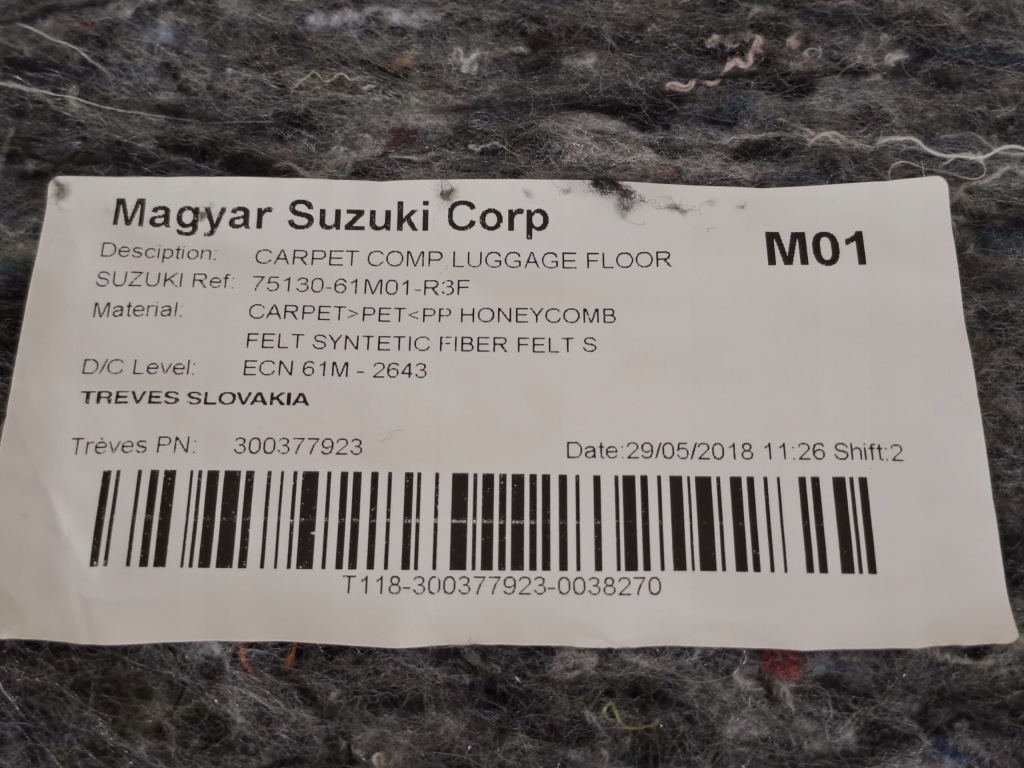 Magyar Suzuki Corp
M01
Desciption: CARPET COMP LUGGAGE FLOOR
SUZUKI Ref: 75130-61M01-R3F
Material: CARPET>PET<PP HONEYCOMB
FELT SYNTETIC FIBER FELT S
D/C Level: ECN 61M - 2643
TREVES SLOVAKIA
Trèves PN: 300377923
Date:29/05/2018 11:26 Shift:2
T118-300377923-0038270